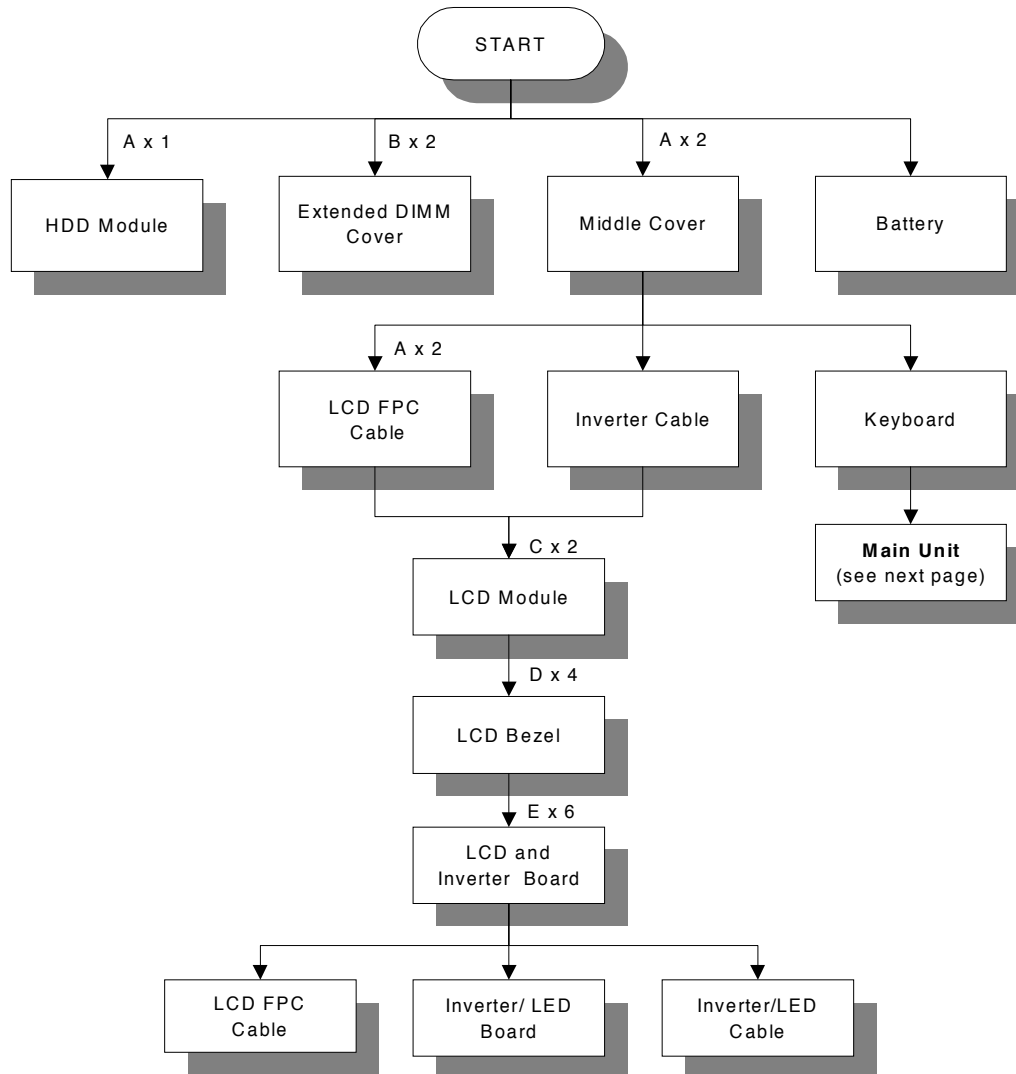 START
A x 1
B x 2
A x 2
HDD Module
Extended DIMM
Cover
Middle Cover
Battery
A x 2
LCD FPC
Cable
Inverter Cable
Keyboard
C x 2
Main Unit
(see next page)
LCD Module
D x 4
LCD Bezel
E x 6
LCD and
Inverter Board
LCD FPC
Cable
Inverter/ LED
Board
Inverter/LED
Cable